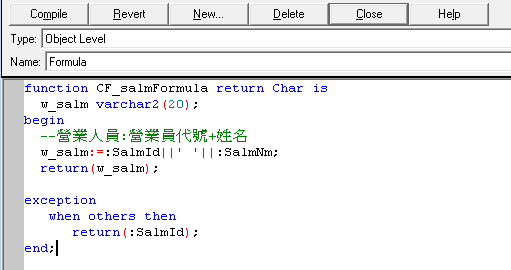 Compile Revert New... Delete Close Help
Type: Object Level
Name: Formula
function CF_salmFormula return Char is
w_salm varchar2(20);
begin
--營業人員:營業員代號+姓名
w_salm:=:SalmId||' '||:SalmNm;
return(w_salm);
exception
when others then
return(:SalmId);
end;